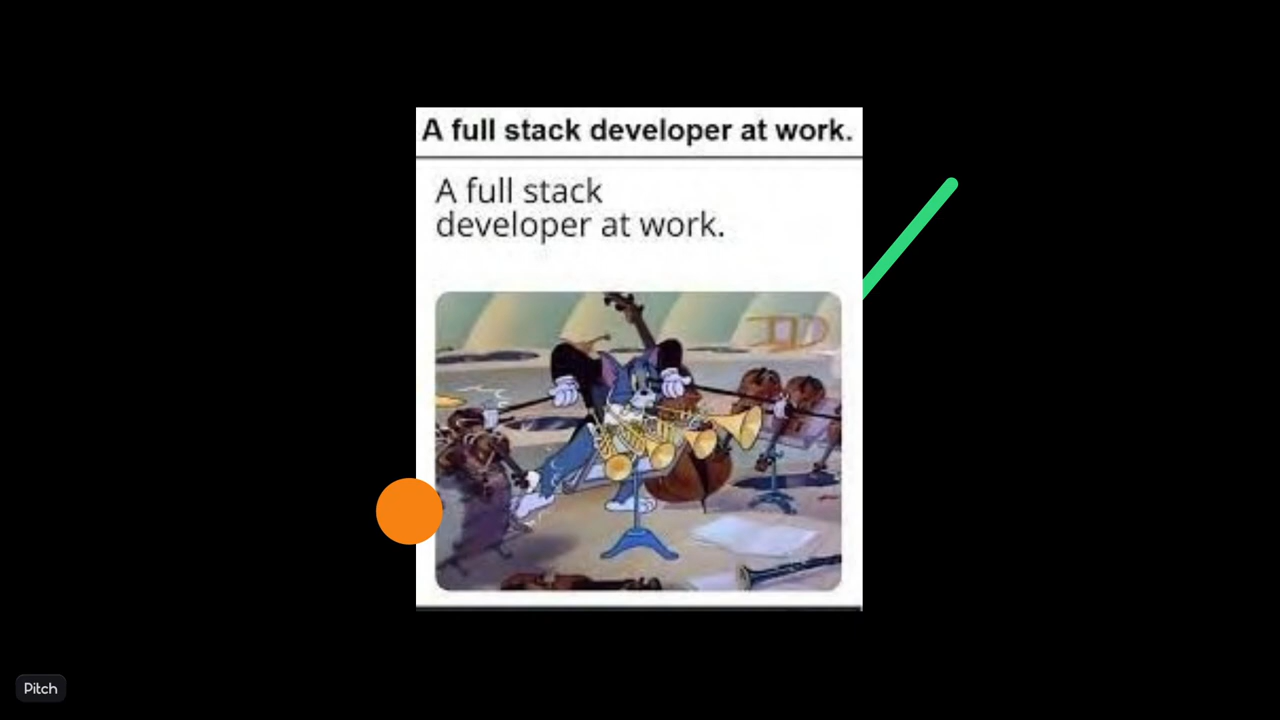 A full stack developer at work.
A full stack
developer at work.
Pitch